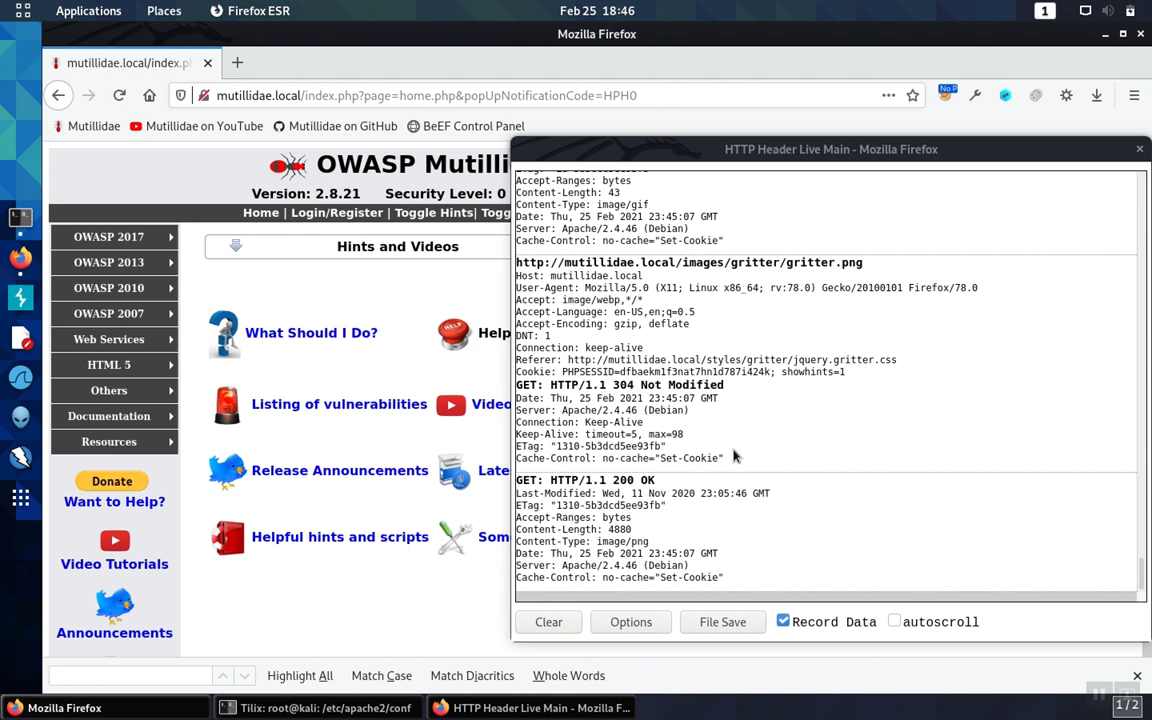 Applications Places Firefox ESR Feb 25 18:46 1
Mozilla Firefox
mutillidae.local/index.p
mutillidae.local/index.php?page=home.php&popUpNotificationCode=HPH0 No P
Mutillidae Mutillidae on YouTube Mutillidae on GitHub BeEF Control Panel
OWASP Mutilli
Version: 2.8.21 Security Level: 0
Home | Login/Register | Toggle Hints| Togg
OWASP 2017
OWASP 2013
OWASP 2010
OWASP 2007
Web Services
HTML 5
Others
Documentation
Resources
Donate
Want to Help?
Video Tutorials
Announcements
Hints and Videos
What Should I Do?
HELP Help
Listing of vulnerabilities
Video
Release Announcements
Late
Helpful hints and scripts
Som
HTTP Header Live Main - Mozilla Firefox
Accept-Ranges: bytes
Content-Length: 43
Content-Type: image/gif
Date: Thu, 25 Feb 2021 23:45:07 GMT
Server: Apache/2.4.46 (Debian)
Cache-Control: no-cache="Set-Cookie"
http://mutillidae.local/images/gritter/gritter.png
Host: mutillidae.local
User-Agent: Mozilla/5.0 (X11; Linux x86_64; rv:78.0) Gecko/20100101 Firefox/78.0
Accept: image/webp,*/*
Accept-Language: en-US,en;q=0.5
Accept-Encoding: gzip, deflate
DNT: 1
Connection: keep-alive
Referer: http://mutillidae.local/styles/gritter/jquery.gritter.css
Cookie: PHPSESSID=dfbaekm1f3nat7hn1d787i424k; showhints=1
GET: HTTP/1.1 304 Not Modified
Date: Thu, 25 Feb 2021 23:45:07 GMT
Server: Apache/2.4.46 (Debian)
Connection: Keep-Alive
Keep-Alive: timeout=5, max=98
ETag: "1310-5b3dcd5ee93fb"
Cache-Control: no-cache="Set-Cookie"
GET: HTTP/1.1 200 OK
Last-Modified: Wed, 11 Nov 2020 23:05:46 GMT
ETag: "1310-5b3dcd5ee93fb"
Accept-Ranges: bytes
Content-Length: 4880
Content-Type: image/png
Date: Thu, 25 Feb 2021 23:45:07 GMT
Server: Apache/2.4.46 (Debian)
Cache-Control: no-cache="Set-Cookie"
Clear Options File Save Record Data autoscroll
Highlight All Match Case Match Diacritics Whole Words
Mozilla Firefox Tilix: root@kali: /etc/apache2/conf HTTP Header Live Main - Mozilla F... 1/2